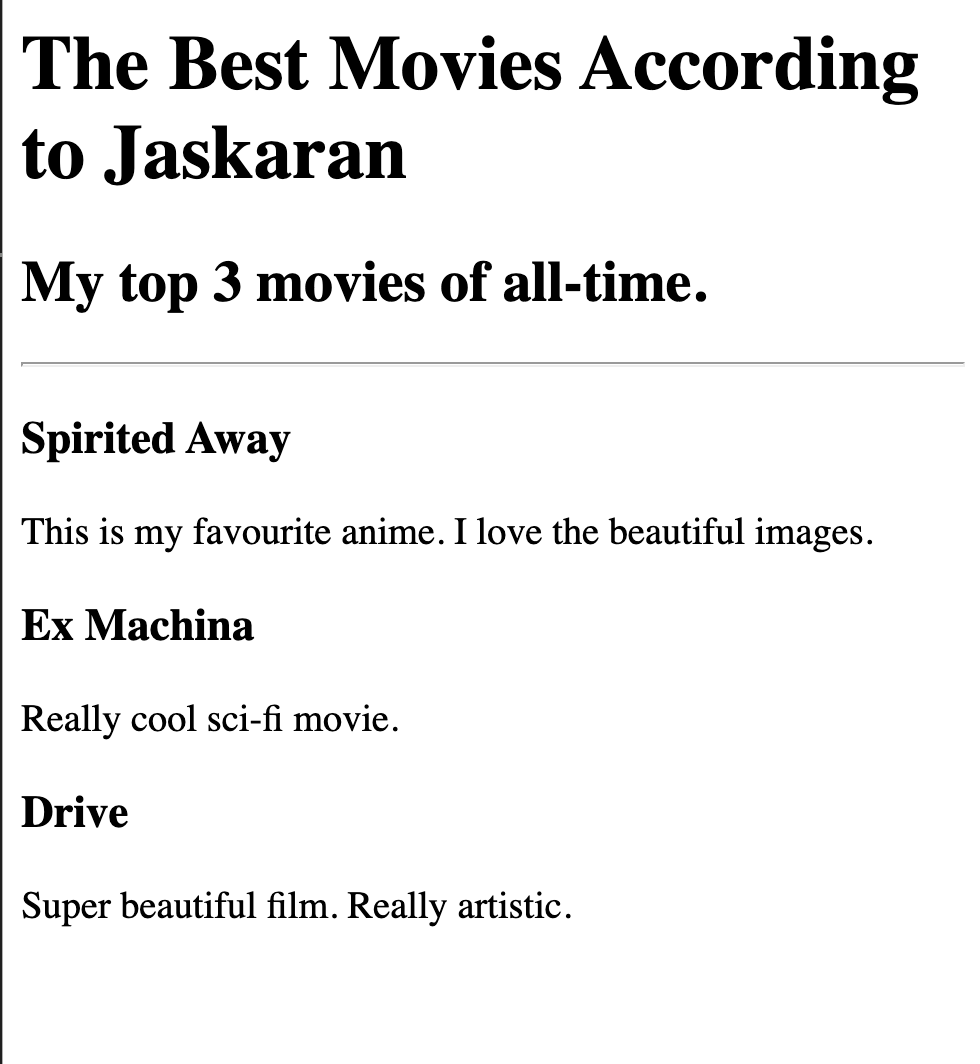 The Best Movies According
to Jaskaran
My top 3 movies of all-time.
Spirited Away
This is my favourite anime. I love the beautiful images.
Ex Machina
Really cool sci-fi movie.
Drive
Super beautiful film. Really artistic.